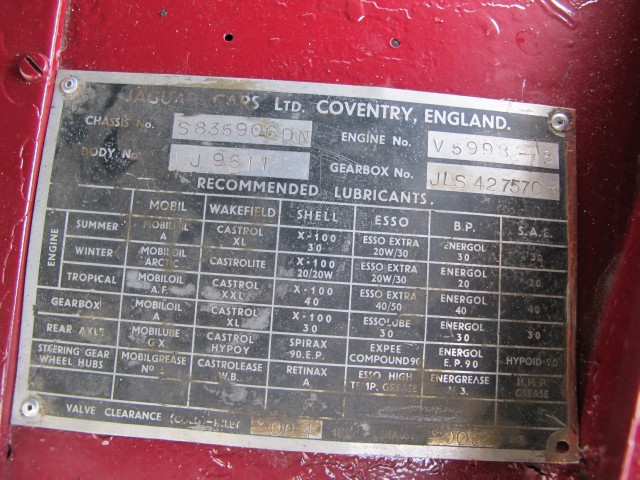 JAGUAR CARS LTD. COVENTRY, ENGLAND.
CHASSIS No. S835906DN ENGINE No.
BODY No. J 9611 GEARBOX No. JLS 42757
RECOMMENDED LUBRICANTS.
MOBIL WAKEFIELD SHELL ESSO B.P. S.A.E.
ENGINE
SUMMER MOBILOIL A CASTROL XL X-100 30 ESSO EXTRA 20W/30 ENERGOL 30 30
WINTER MOBILOIL ARCTIC CASTROLITE X-100 20/20W ESSO EXTRA 20W/30 ENERGOL 20 20
TROPICAL MOBILOIL A.F. CASTROL XXL X-100 40 ESSO EXTRA 40/50 ENERGOL 40 40
GEARBOX MOBILOIL A CASTROL XL X-100 30 ESSOLUBE 30 ENERGOL 30 30
REAR AXLE MOBILUBE GX CASTROL HYPOY SPIRAX 90.E.P. EXPEE COMPOUND 90 ENERGOL E.P.90 HYPOID 90
STEERING GEAR WHEEL HUBS MOBILGREASE No CASTROLEASE W.B. RETINAX A ESSO HIGH TEMP. GREASE ENERGREASE GREASE
VALVE CLEARANCE 004